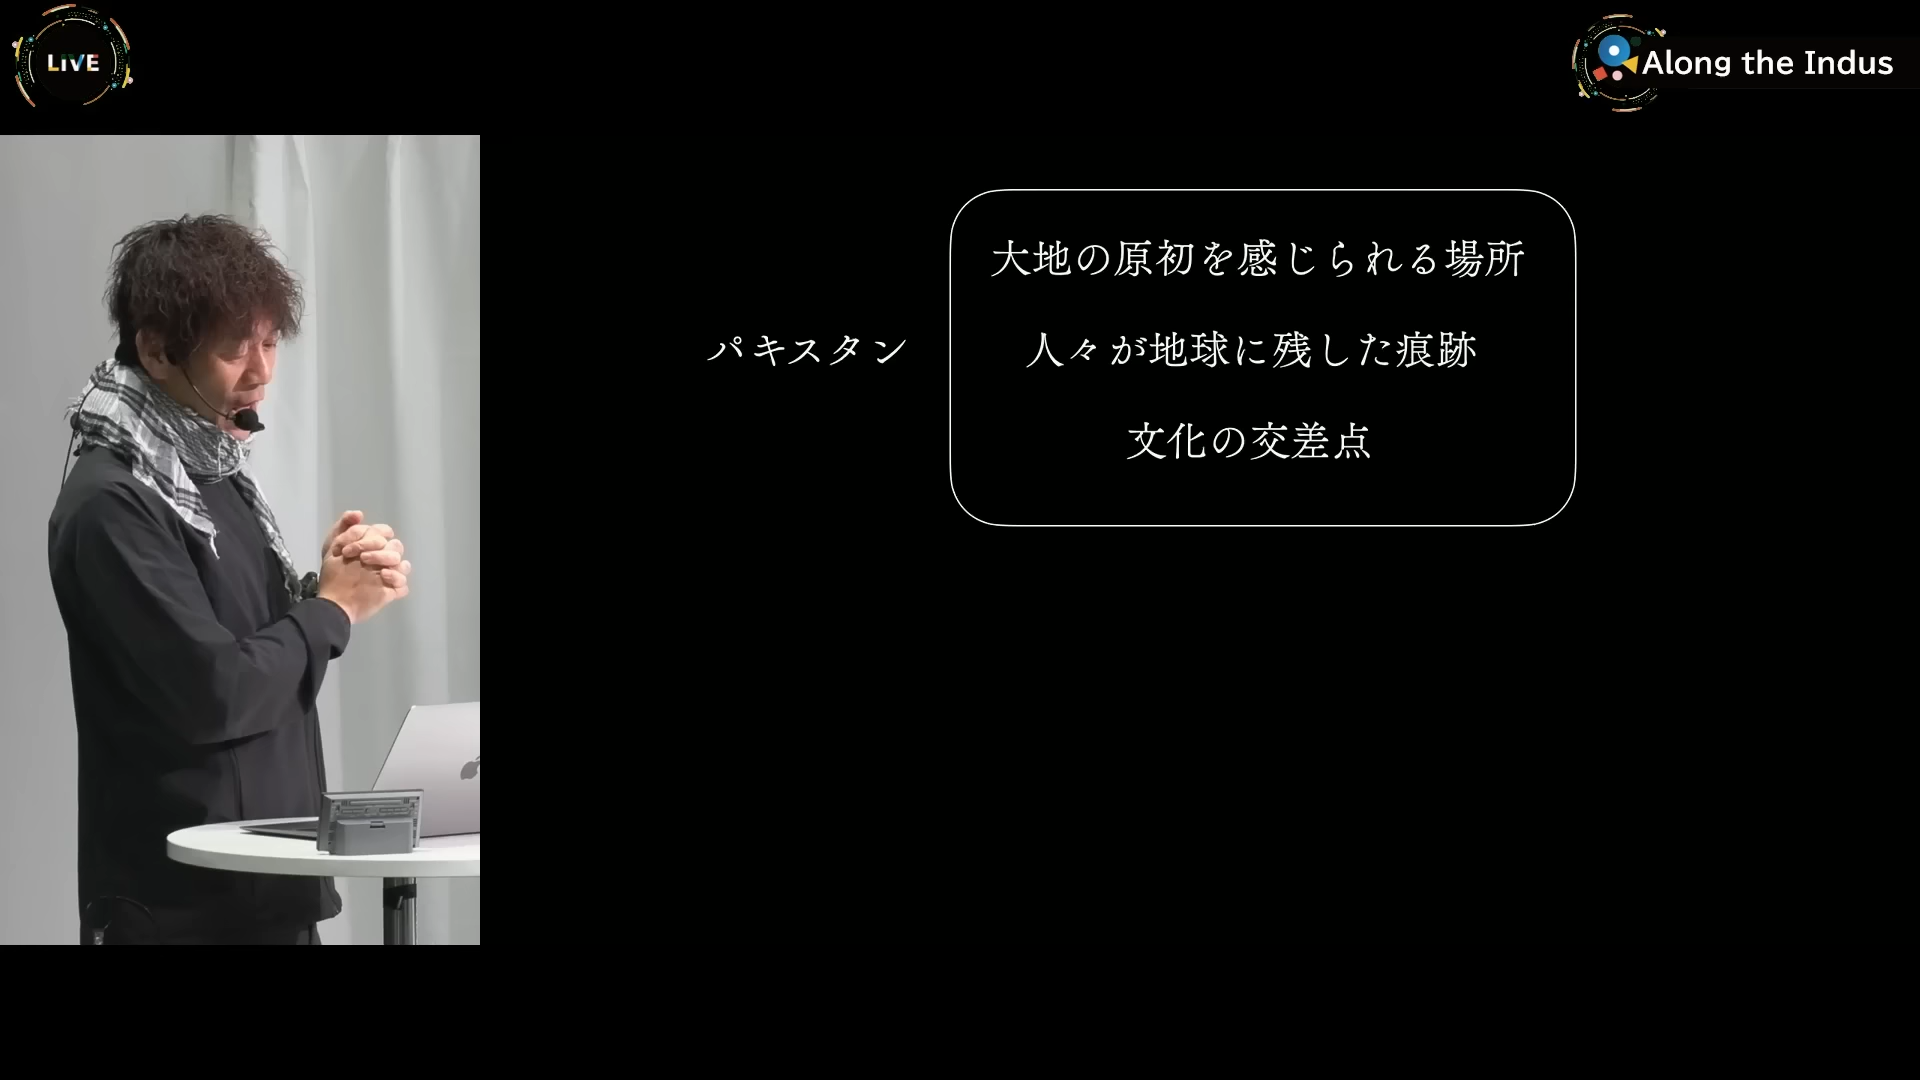 LIVE
Along the Indus
大地の原初を感じられる場所
パキスタン
人々が地球に残した痕跡
文化の交差点